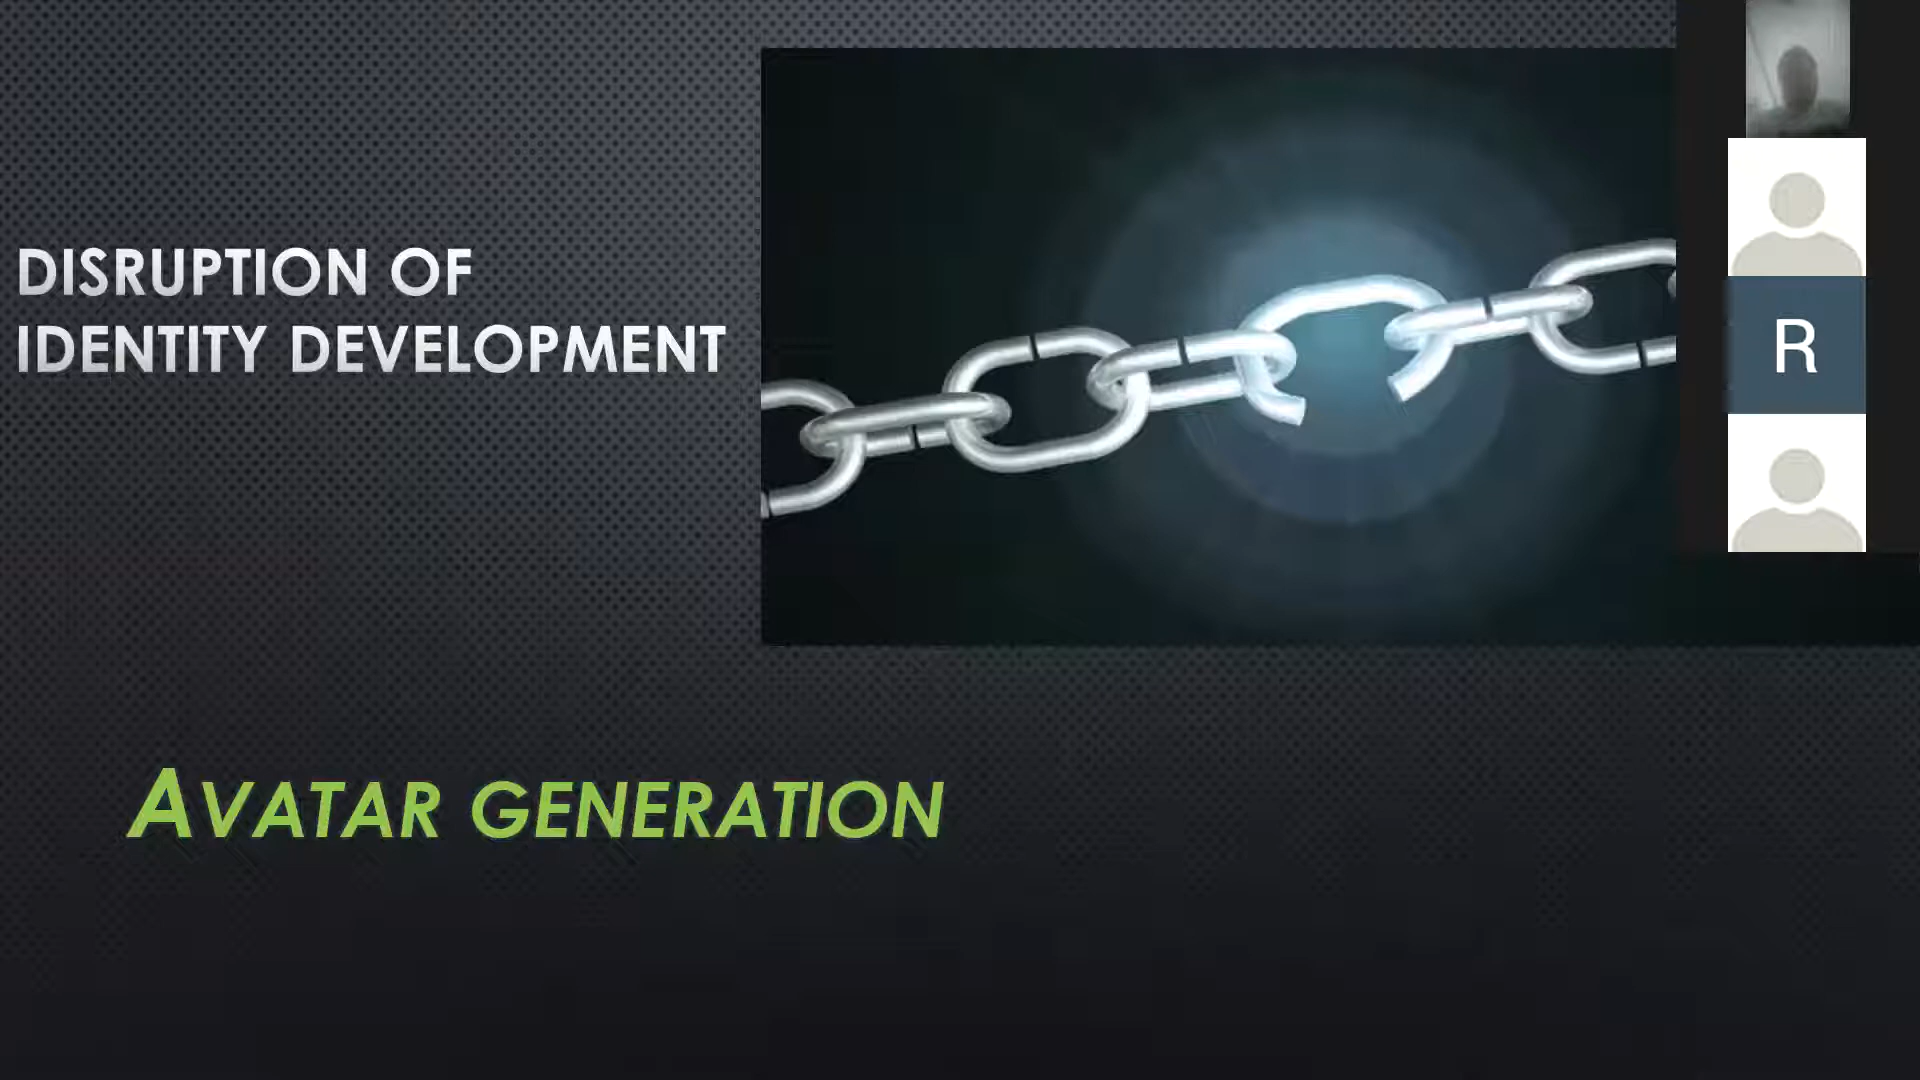 DISRUPTION OF
IDENTITY DEVELOPMENT
R
AVATAR GENERATION